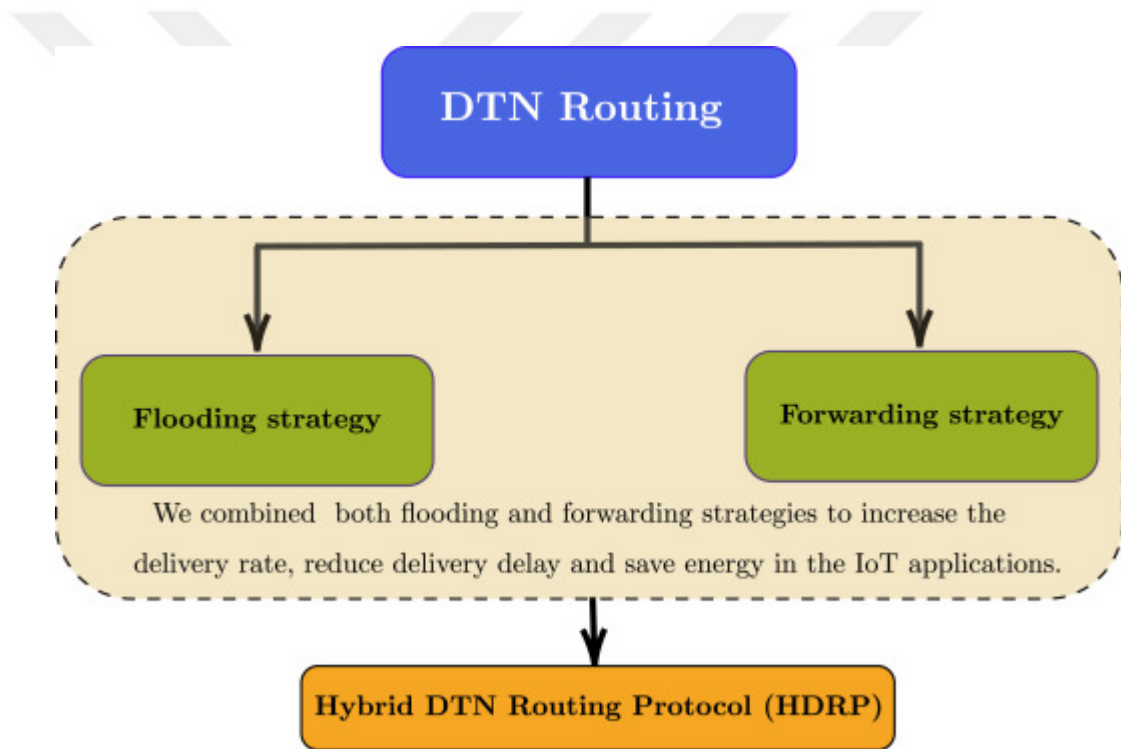 DTN Routing
Flooding strategy
Forwarding strategy
We combined both flooding and forwarding strategies to increase the
delivery rate, reduce delivery delay and save energy in the IoT applications.
Hybrid DTN Routing Protocol (HDRP)